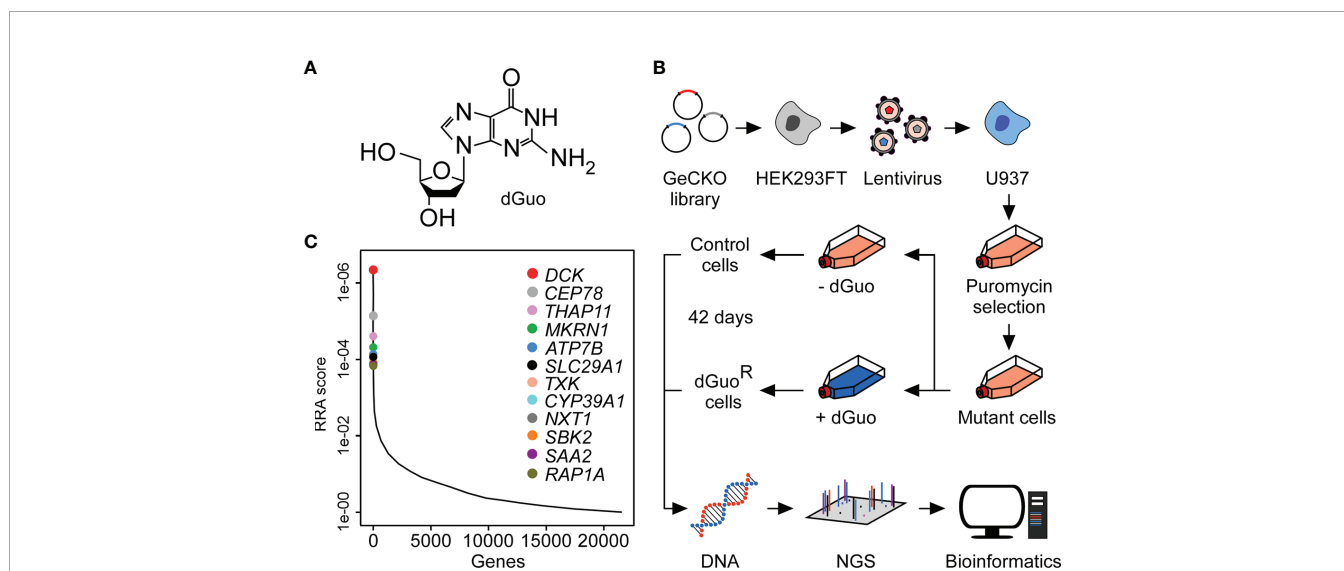 A
O
N
NH
N
N
NH2
HO
O
OH
dGuo
B
GeCKO
library
HEK293FT
Lentivirus
U937
Control
cells
- dGuo
Puromycin
selection
42 days
dGuoR
cells
+ dGuo
Mutant cells
DNA
NGS
Bioinformatics
C
RRA score
1e-06
1e-04
1e-02
1e+00
DCK
CEP78
THAP11
MKRN1
ATP7B
SLC29A1
TXK
CYP39A1
NXT1
SBK2
SAA2
RAP1A
0 5000 10000 15000 20000
Genes